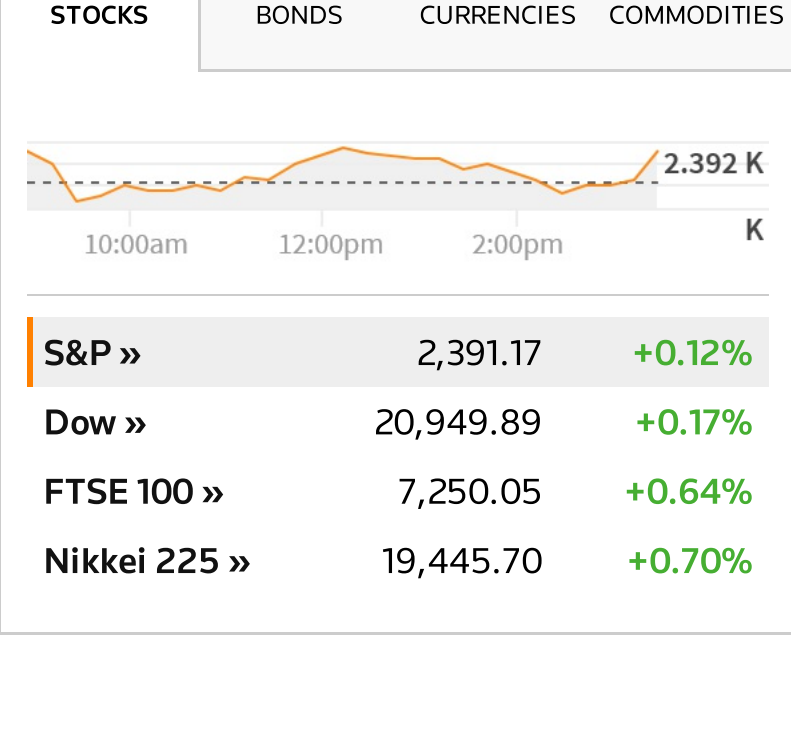 STOCKS BONDS CURRENCIES COMMODITIES
2.392 K
K
10:00am 12:00pm 2:00pm
S&P » 2,391.17 +0.12%
Dow » 20,949.89 +0.17%
FTSE 100 » 7,250.05 +0.64%
Nikkei 225 » 19,445.70 +0.70%